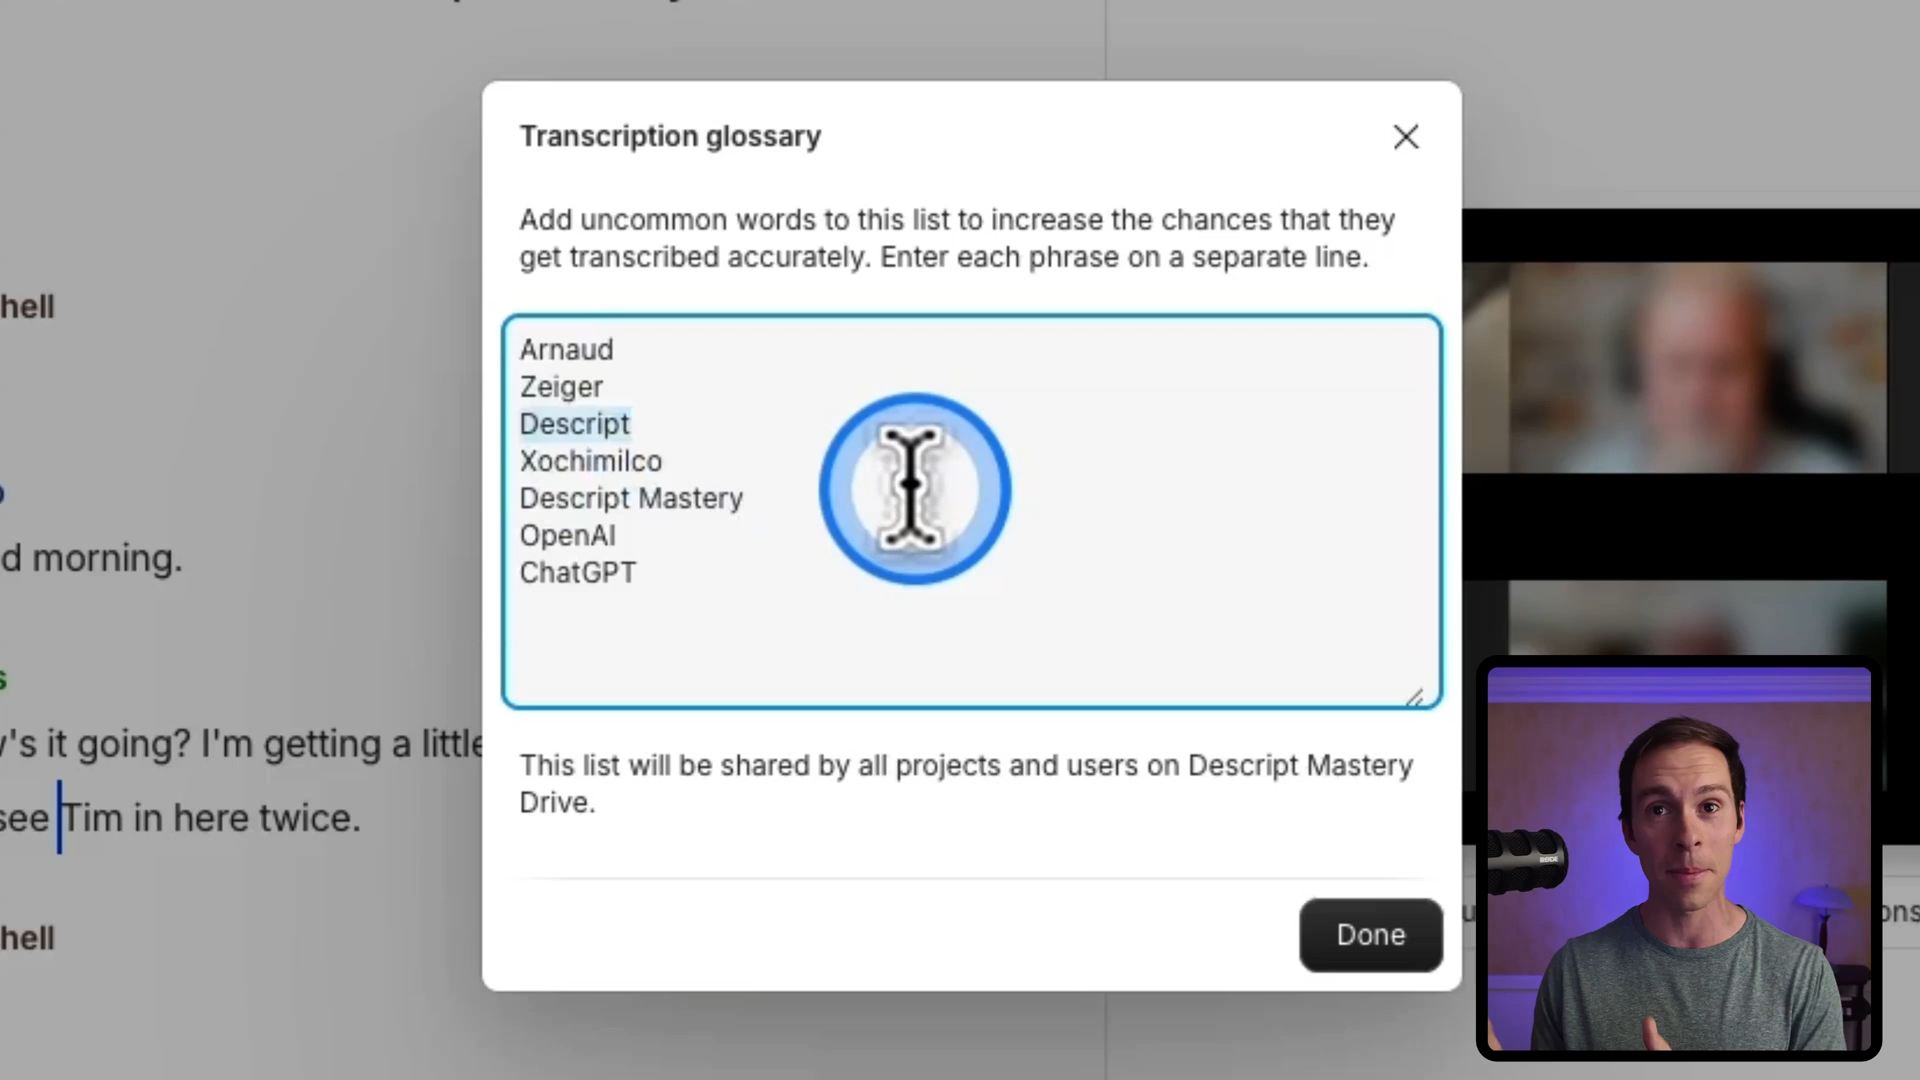 Transcription glossary
Add uncommon words to this list to increase the chances that they
get transcribed accurately. Enter each phrase on a separate line.
Arnaud
Zeiger
Descript
Xochimilco
Descript Mastery
OpenAI
ChatGPT
This list will be shared by all projects and users on Descript Mastery
Drive.
Done
hell
d morning.
s
's it going? I'm getting a little
see Tim in here twice.
hell
ons
RODE